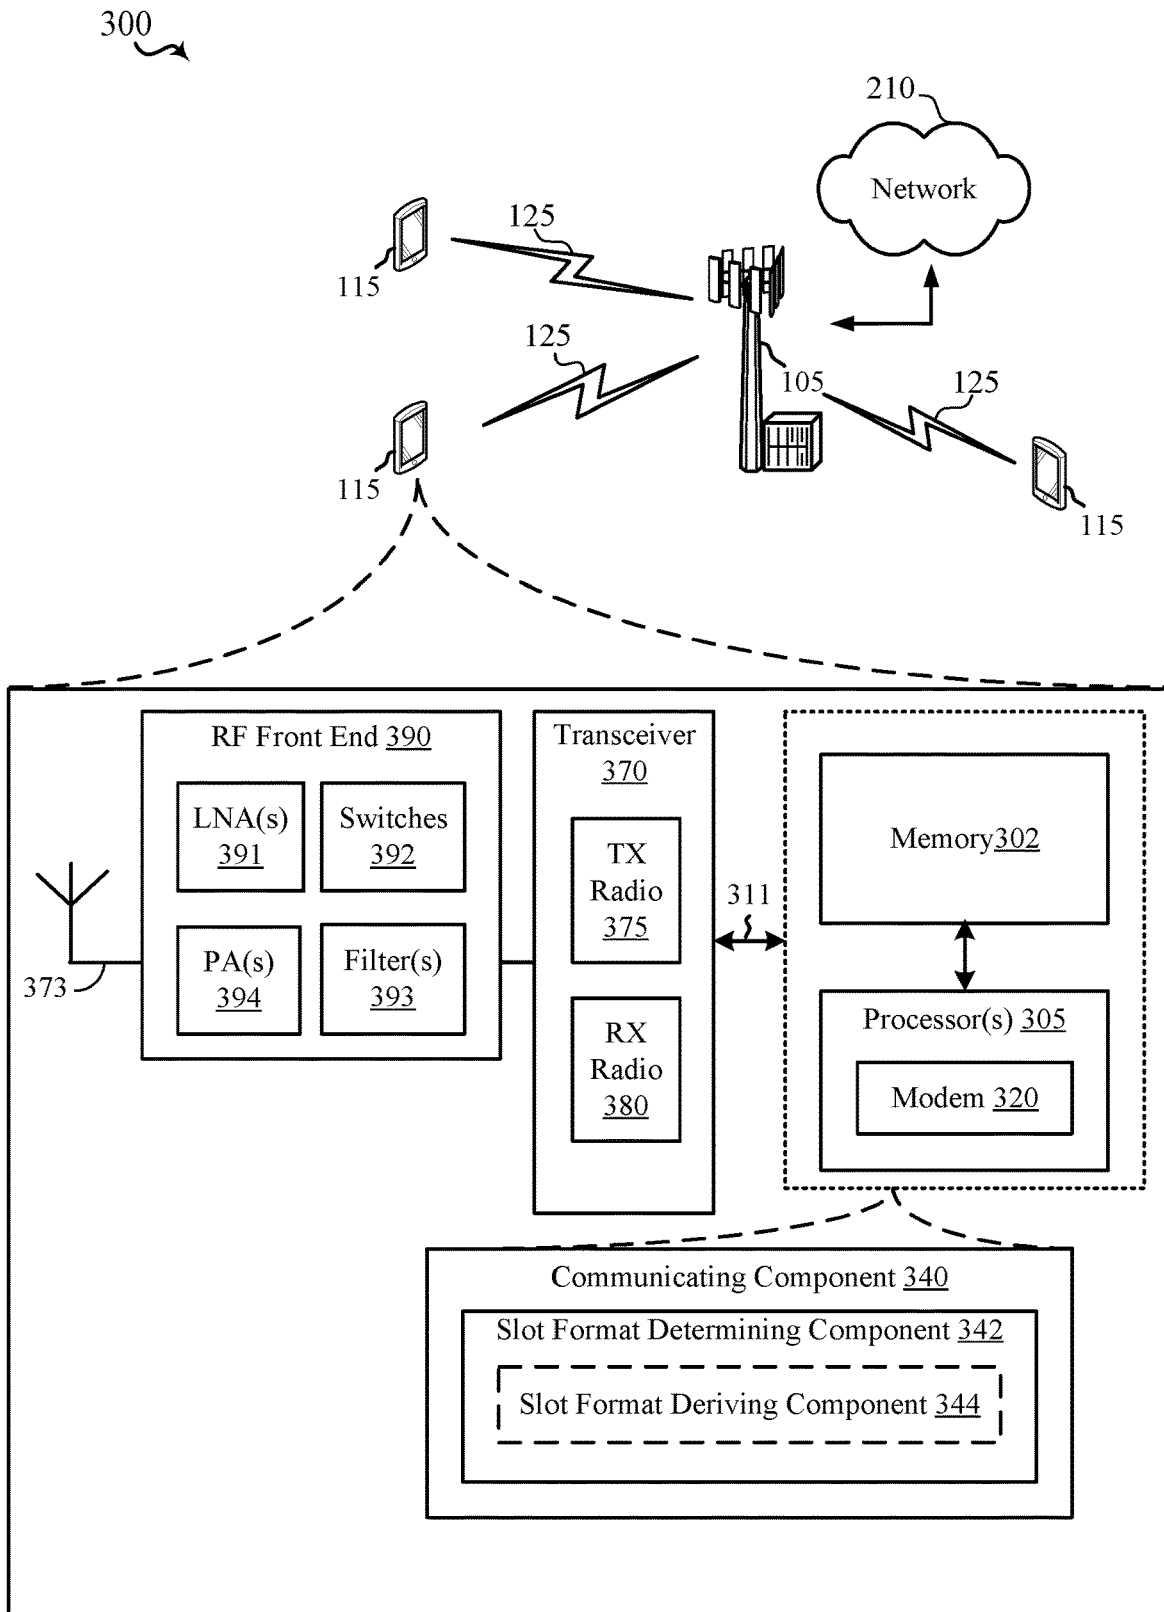 300
210
Network
125
115
125
105
125
115
115
RF Front End 390
Transceiver
370
LNA(s)
391
Switches
392
TX
Radio
375
Memory302
311
PA(s)
394
Filter(s)
393
373
RX
Radio
380
Processor(s) 305
Modem 320
Communicating Component 340
Slot Format Determining Component 342
Slot Format Deriving Component 344